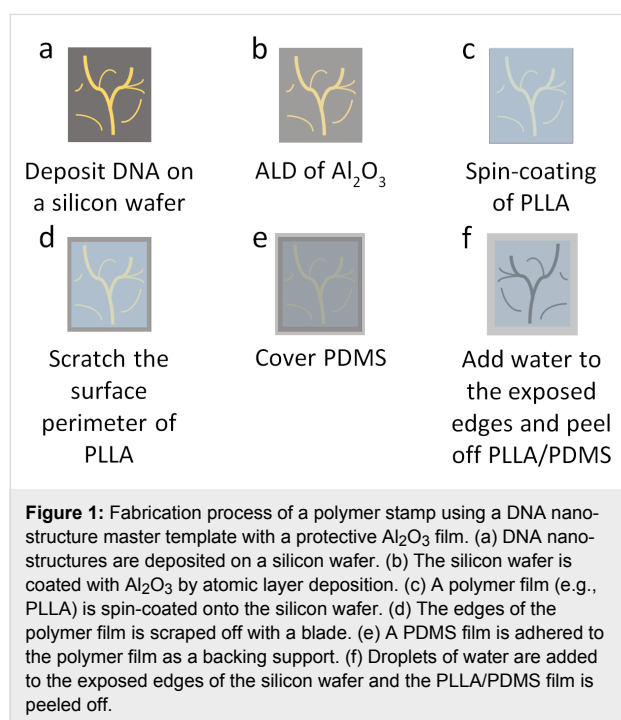 a
b
c
Deposit DNA on
a silicon wafer
ALD of Al₂O₃
Spin-coating
of PLLA
d
e
f
Scratch the
surface
perimeter of
PLLA
Cover PDMS
Add water to
the exposed
edges and peel
off PLLA/PDMS
Figure 1: Fabrication process of a polymer stamp using a DNA nano-
structure master template with a protective Al₂O₃ film. (a) DNA nano-
structures are deposited on a silicon wafer. (b) The silicon wafer is
coated with Al₂O₃ by atomic layer deposition. (c) A polymer film (e.g.,
PLLA) is spin-coated onto the silicon wafer. (d) The edges of the
polymer film is scraped off with a blade. (e) A PDMS film is adhered to
the polymer film as a backing support. (f) Droplets of water are added
to the exposed edges of the silicon wafer and the PLLA/PDMS film is
peeled off.